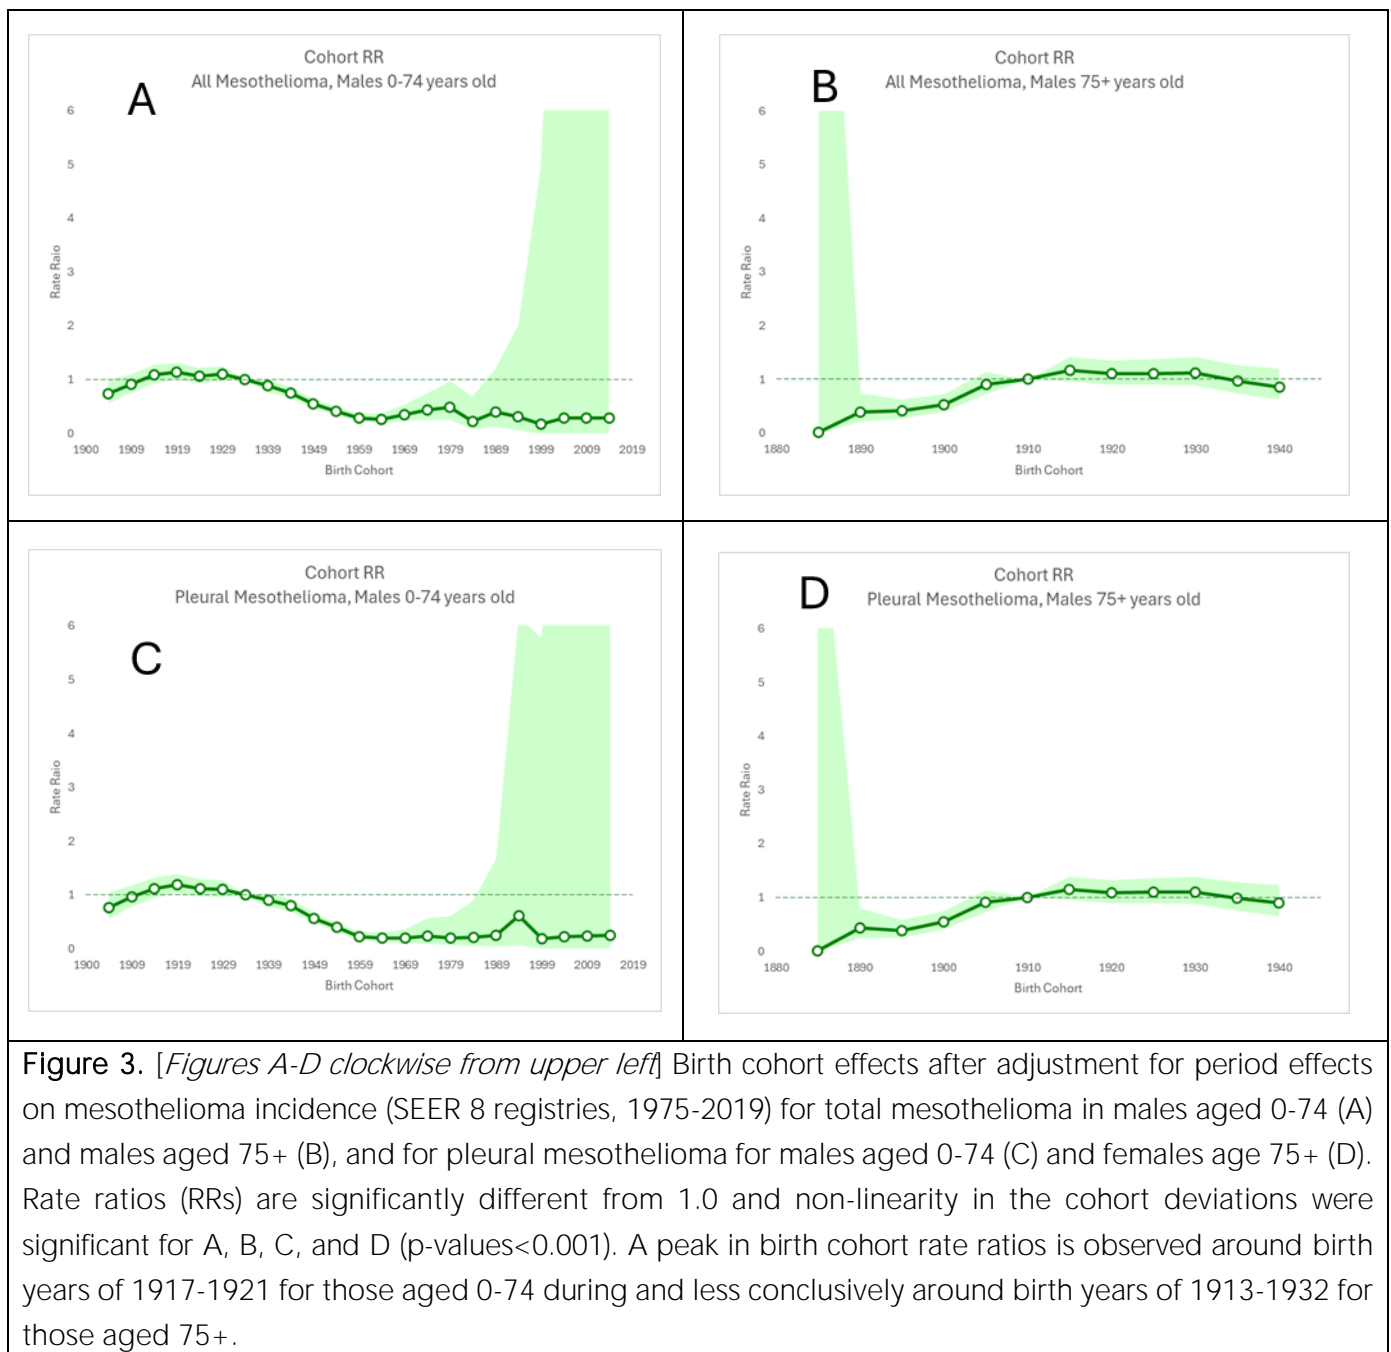 Cohort RR
All Mesothelioma, Males 0-74 years old
A
6
5
4
3
2
1
0
Rate Raio
1900 1909 1919 1929 1939 1949 1959 1969 1979 1989 1999 2009 2019
Birth Cohort
Cohort RR
All Mesothelioma, Males 75+ years old
B
6
5
4
3
2
1
0
Rate Raio
1880 1890 1900 1910 1920 1930 1940
Birth Cohort
Cohort RR
Pleural Mesothelioma, Males 0-74 years old
C
6
5
4
3
2
1
0
Rate Raio
1900 1909 1919 1929 1939 1949 1959 1969 1979 1989 1999 2009 2019
Birth Cohort
Cohort RR
D
Pleural Mesothelioma, Males 75+ years old
6
5
4
3
2
1
0
Rate Raio
1880 1890 1900 1910 1920 1930 1940
Birth Cohort
Figure 3. [Figures A-D clockwise from upper left] Birth cohort effects after adjustment for period effects
on mesothelioma incidence (SEER 8 registries, 1975-2019) for total mesothelioma in males aged 0-74 (A)
and males aged 75+ (B), and for pleural mesothelioma for males aged 0-74 (C) and females age 75+ (D).
Rate ratios (RRs) are significantly different from 1.0 and non-linearity in the cohort deviations were
significant for A, B, C, and D (p-values<0.001). A peak in birth cohort rate ratios is observed around birth
years of 1917-1921 for those aged 0-74 during and less conclusively around birth years of 1913-1932 for
those aged 75+.